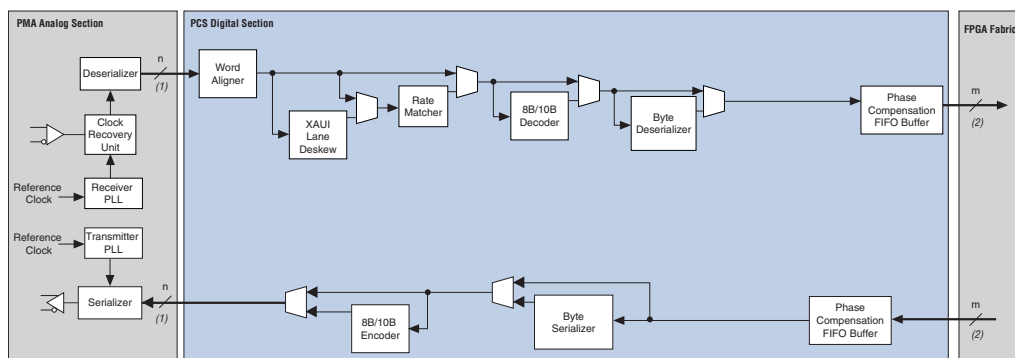 PMA Analog Section
PCS Digital Section
FPGA Fabric
Deserializer
n
(1)
Word
Aligner
Clock
Recovery
Unit
XAUI
Lane
Deskew
Rate
Matcher
8B/10B
Decoder
Byte
Deserializer
Phase
Compensation
FIFO Buffer
m
(2)
Reference
Clock
Receiver
PLL
Reference
Clock
Transmitter
PLL
Serializer
n
(1)
8B/10B
Encoder
Byte
Serializer
Phase
Compensation
FIFO Buffer
m
(2)